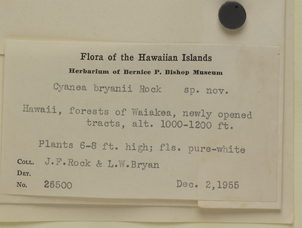 Flora of the Hawaiian Islands
Herbarium of Bernice P. Bishop Museum
Cyanea bryanii Rock sp. nov.
Hawaii, forests of Waiakea, newly opened
tracts, alt. 1000-1200 ft.
Plants 6-8 ft. high; fls. pure-white
COLL. J.F.Rock & L.W.Bryan
DET.
No. 25500 Dec. 2,1955